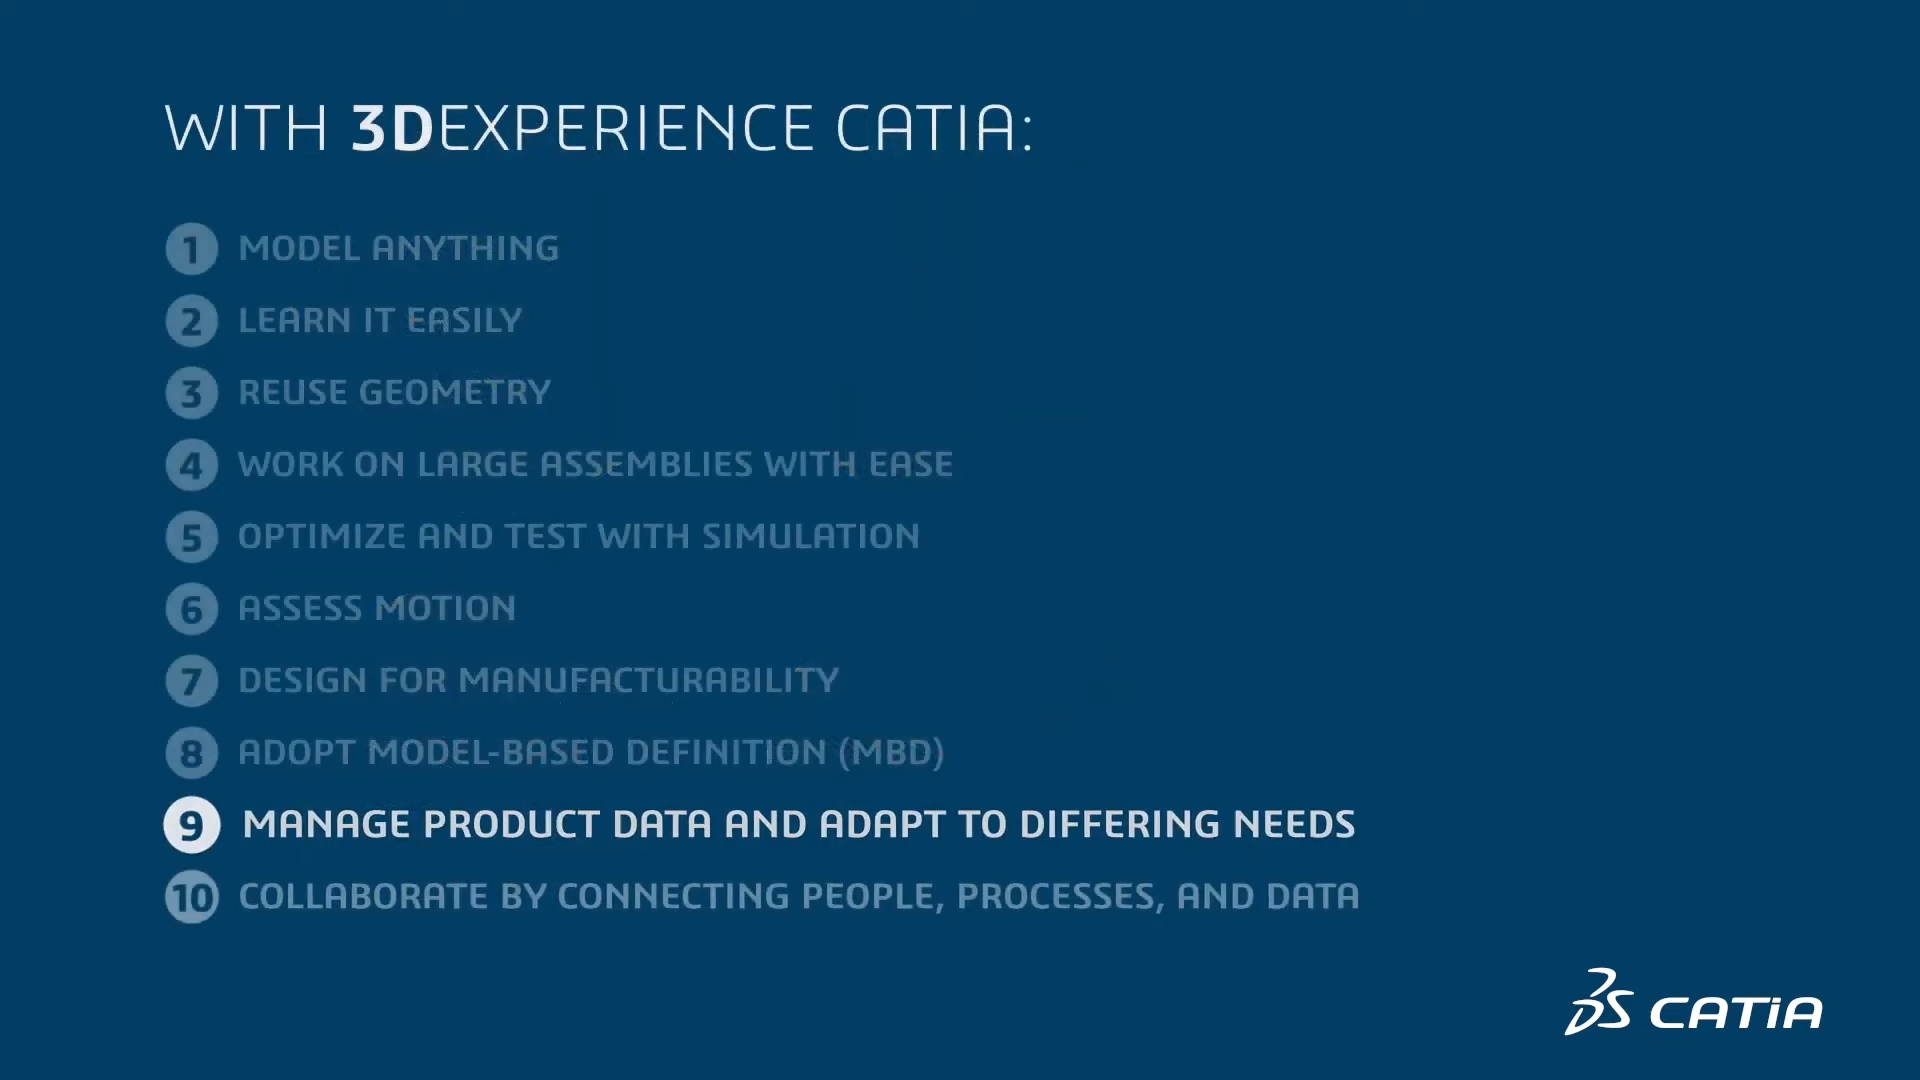 WITH 3DEXPERIENCE CATIA:
1 MODEL ANYTHING
2 LEARN IT EASILY
3 REUSE GEOMETRY
4 WORK ON LARGE ASSEMBLIES WITH EASE
5 OPTIMIZE AND TEST WITH SIMULATION
6 ASSESS MOTION
7 DESIGN FOR MANUFACTURABILITY
8 ADOPT MODEL-BASED DEFINITION (MBD)
9 MANAGE PRODUCT DATA AND ADAPT TO DIFFERING NEEDS
10 COLLABORATE BY CONNECTING PEOPLE, PROCESSES, AND DATA
3DS CATIA